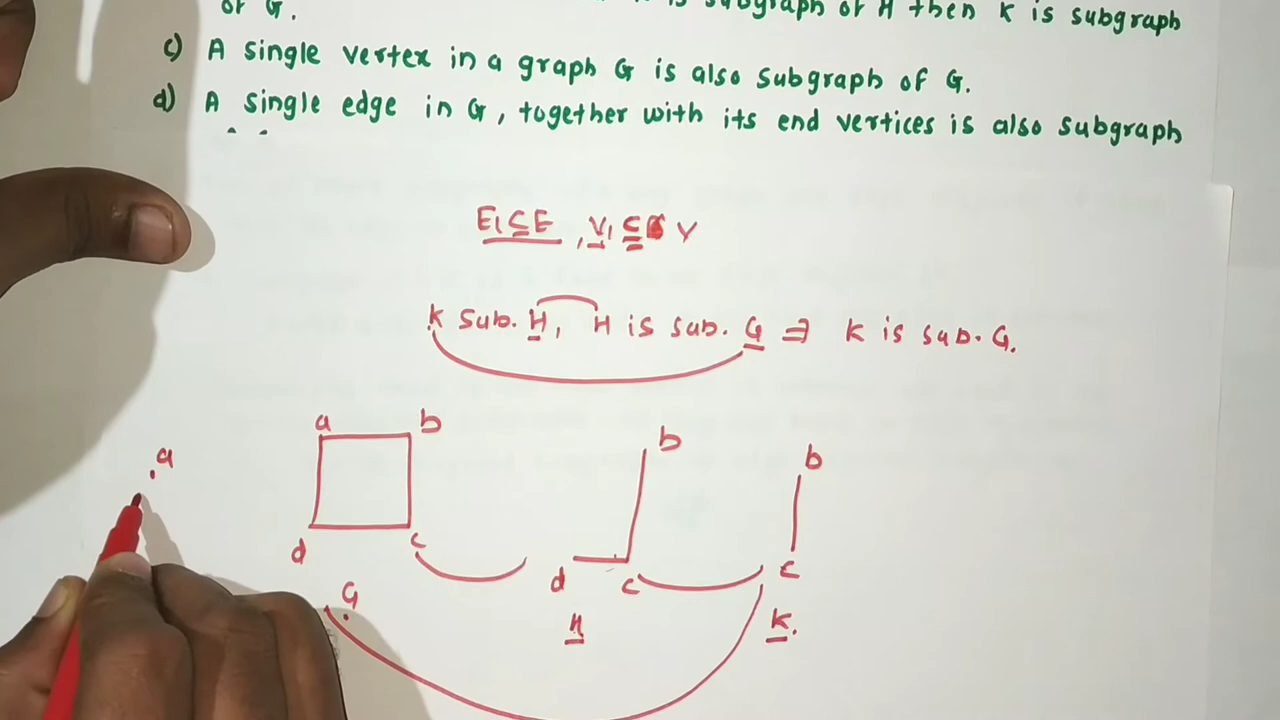 of G. is subgraph of H then K is subgraph
c) A single vertex in a graph G is also subgraph of G.
d) A single edge in G, together with its end vertices is also subgraph
E1 ⊆ E, V1 ⊆ V
K sub. H, H is sub. G ⇒ K is sub. G.
a b
d c
G
b
d c
H
b
c
K.
a